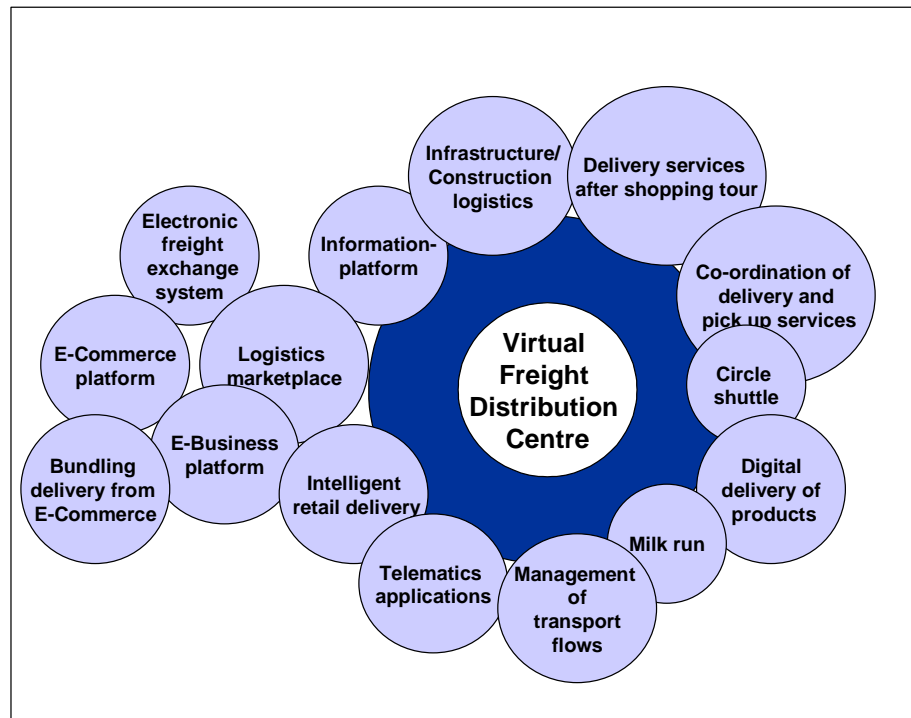 Infrastructure/
Construction
logistics
Delivery services
after shopping tour
Electronic
freight
exchange
system
Information-
platform
Co-ordination of
delivery and
pick up services
E-Commerce
platform
Logistics
marketplace
Virtual
Freight
Distribution
Centre
Circle
shuttle
E-Business
platform
Bundling
delivery from
E-Commerce
Intelligent
retail delivery
Digital
delivery of
products
Milk run
Telematics
applications
Management
of
transport
flows